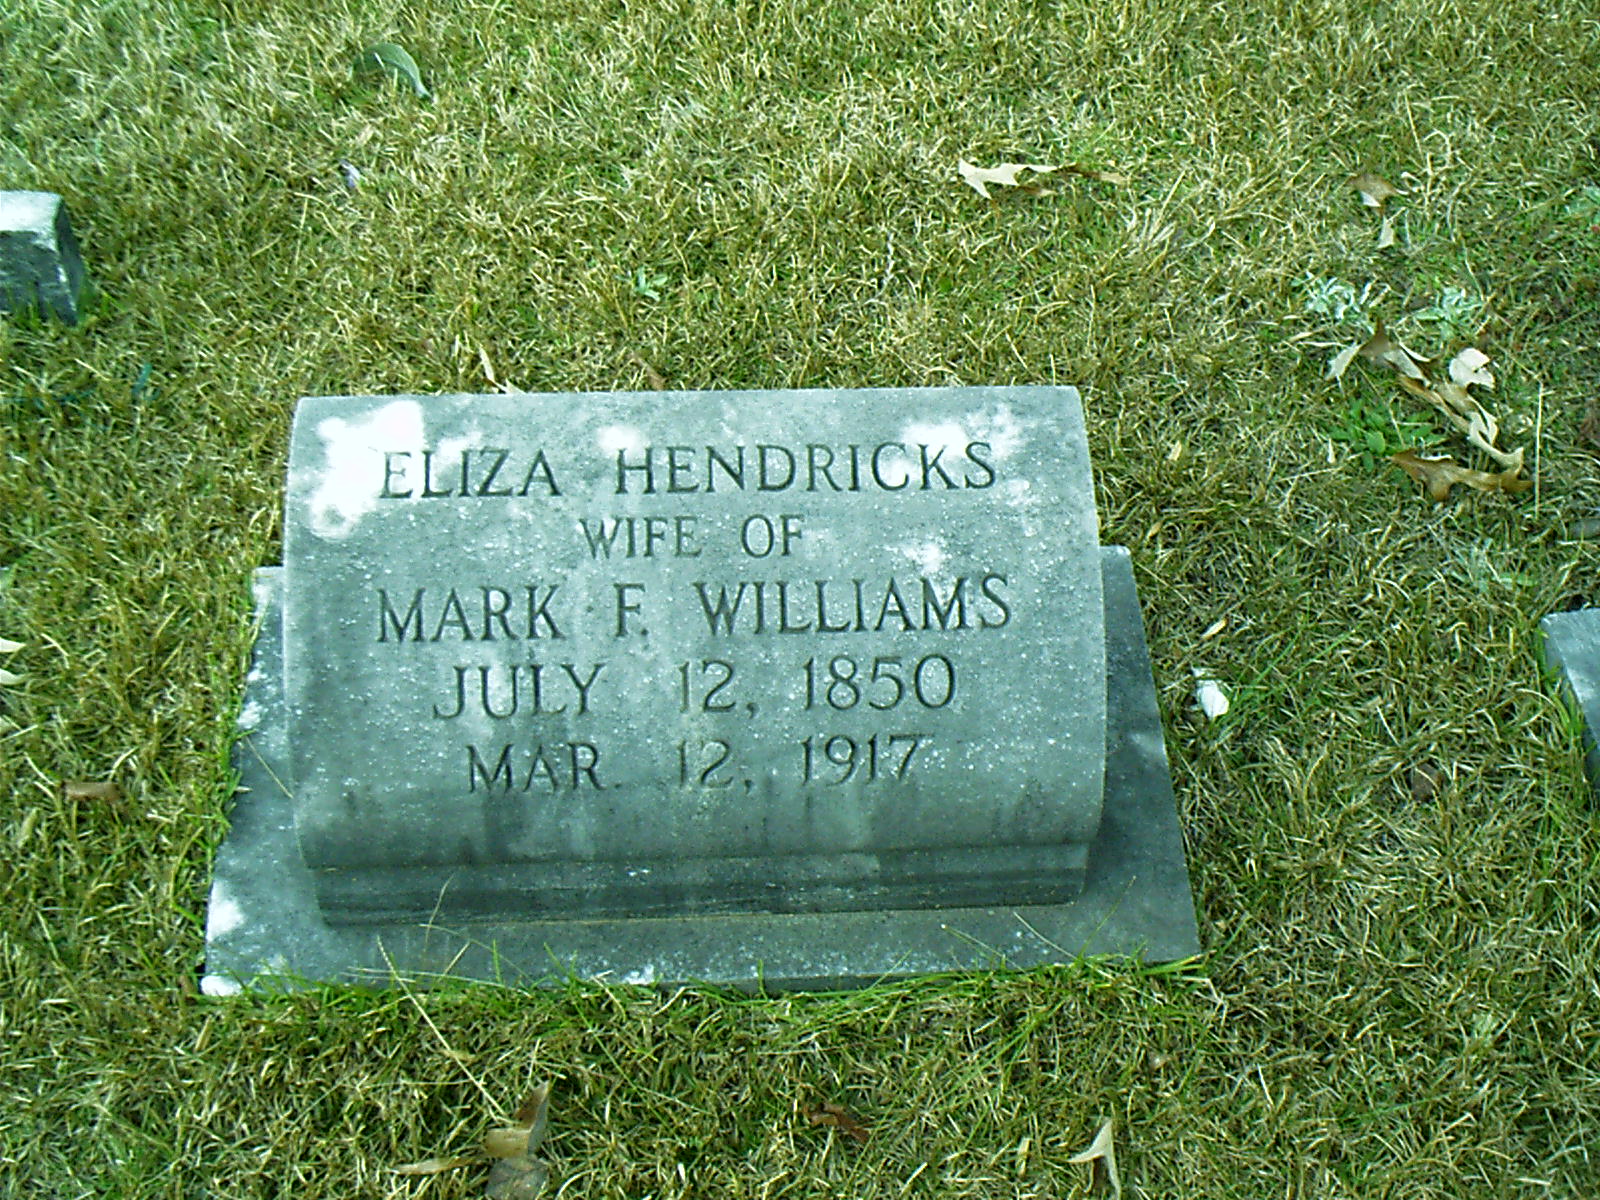 ELIZA HENDRICKS
WIFE OF
MARK F. WILLIAMS
JULY 12, 1850
MAR. 12, 1917